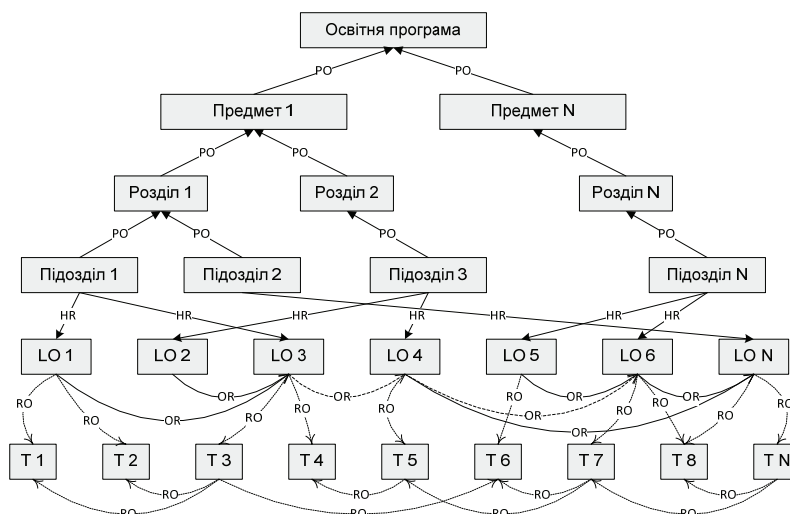 Освітня програма
PO PO
Предмет 1 Предмет N
PO PO PO
Розділ 1 Розділ 2 Розділ N
PO PO PO PO
Підозділ 1 Підозділ 2 Підозділ 3 Підозділ N
HR HR HR HR HR HR HR
LO 1 LO 2 LO 3 LO 4 LO 5 LO 6 LO N
RO RO OR OR RO RO OR RO RO OR OR OR RO RO RO RO
T 1 T 2 T 3 T 4 T 5 T 6 T 7 T 8 T N
RO RO RO RO RO RO RO RO RO